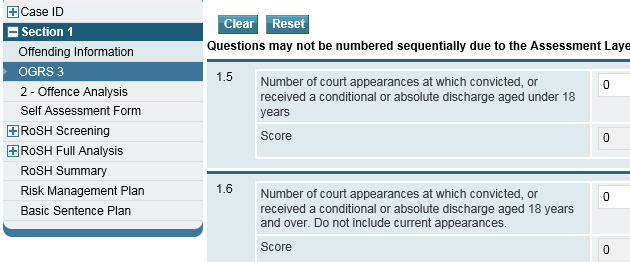 Case ID
Section 1
Offending Information
OGRS 3
2 - Offence Analysis
Self Assessment Form
RoSH Screening
RoSH Full Analysis
RoSH Summary
Risk Management Plan
Basic Sentence Plan
Clear Reset
Questions may not be numbered sequentially due to the Assessment Laye
1.5 Number of court appearances at which convicted, or 0
received a conditional or absolute discharge aged under 18
years
Score 0
1.6 Number of court appearances at which convicted, or 0
received a conditional or absolute discharge aged 18 years
and over. Do not include current appearances.
Score 0